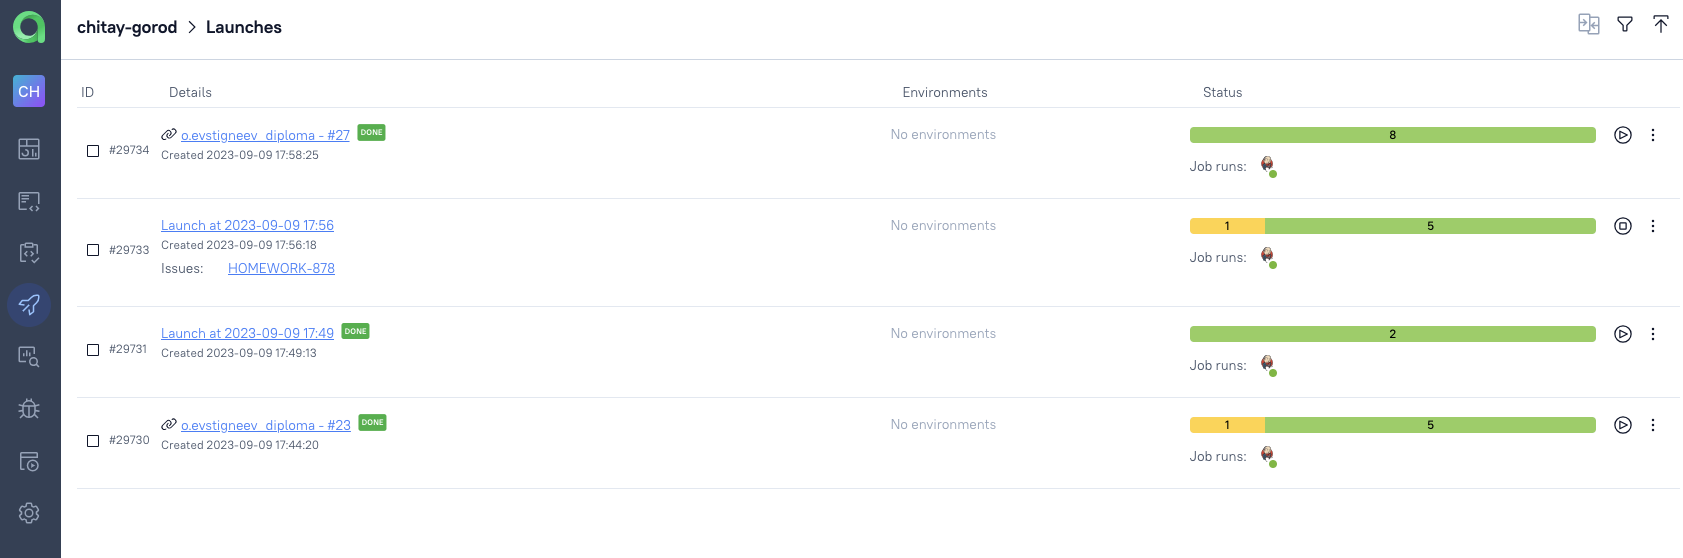 chitay-gorod > Launches
CH
ID Details Environments Status
o.evstigneev_diploma - #27 DONE No environments 8
#29734 Created 2023-09-09 17:58:25
Job runs:
Launch at 2023-09-09 17:56 No environments 1 5
#29733 Created 2023-09-09 17:56:18
Job runs:
Issues: HOMEWORK-878
Launch at 2023-09-09 17:49 DONE No environments 2
#29731 Created 2023-09-09 17:49:13
Job runs:
o.evstigneev_diploma - #23 DONE No environments 1 5
#29730 Created 2023-09-09 17:44:20
Job runs: